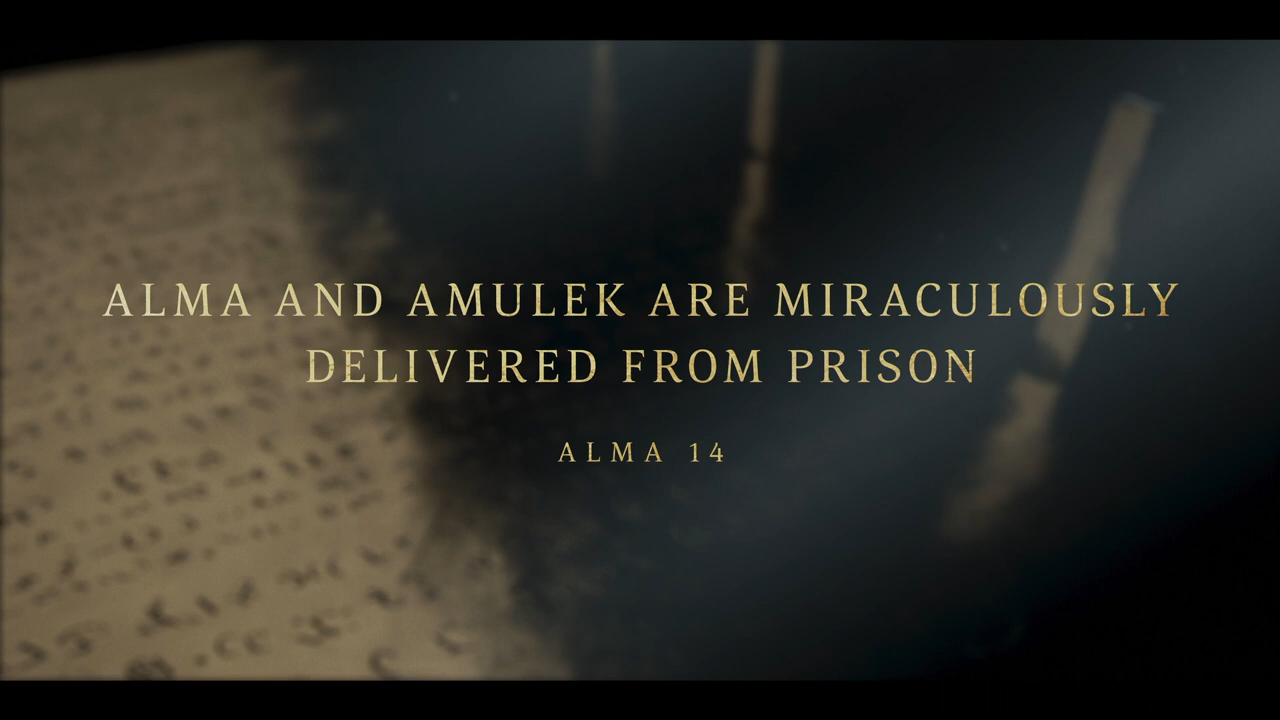 ALMA AND AMULEK ARE MIRACULOUSLY
DELIVERED FROM PRISON
ALMA 14